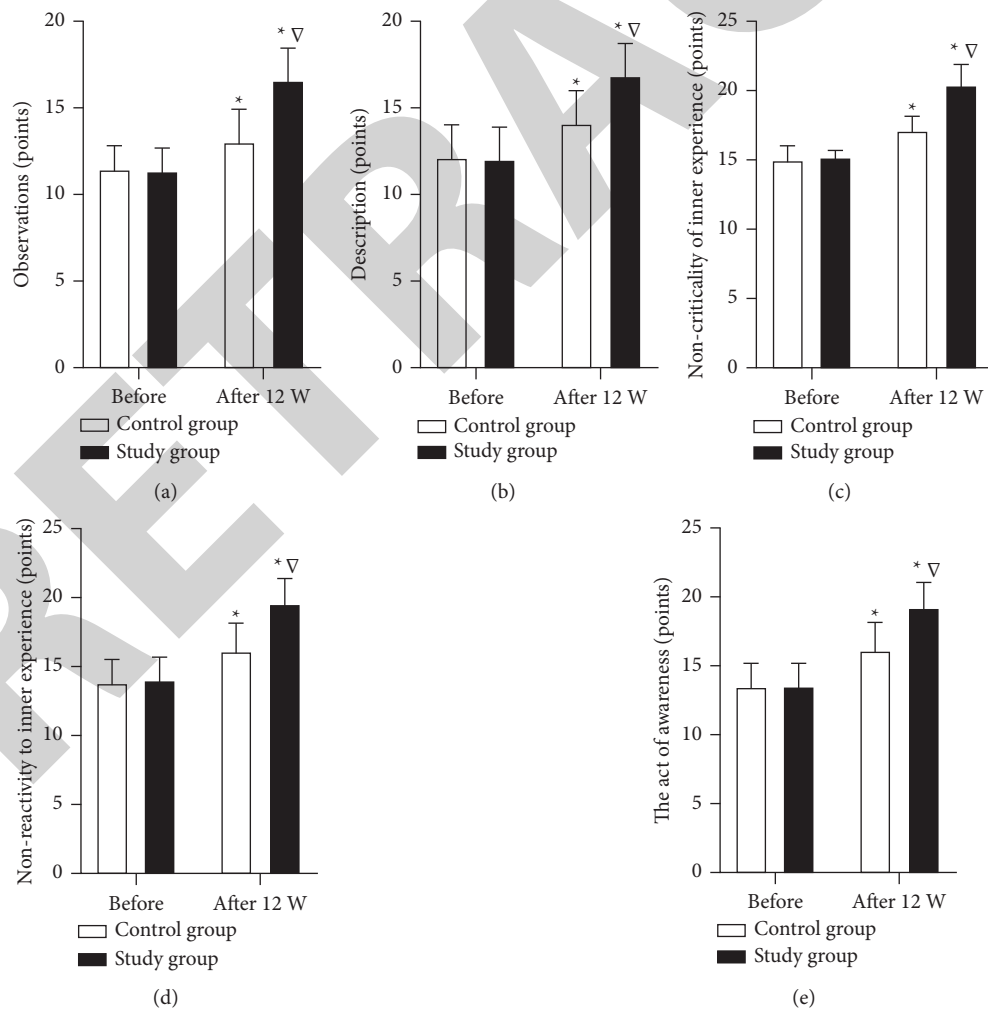 Observations (points)
20
15
10
5
0
* ∇
*
Before
After 12 W
Control group
Study group
(a)
Description (points)
20
15
10
5
0
* ∇
*
Before
After 12 W
Control group
Study group
(b)
Non-criticality of inner experience (points)
25
20
15
10
5
0
* ∇
*
Before
After 12 W
Control group
Study group
(c)
Non-reactivity to inner experience (points)
25
20
15
10
5
0
* ∇
*
Before
After 12 W
Control group
Study group
(d)
The act of awareness (points)
25
20
15
10
5
0
* ∇
*
Before
After 12 W
Control group
Study group
(e)
RETRAC